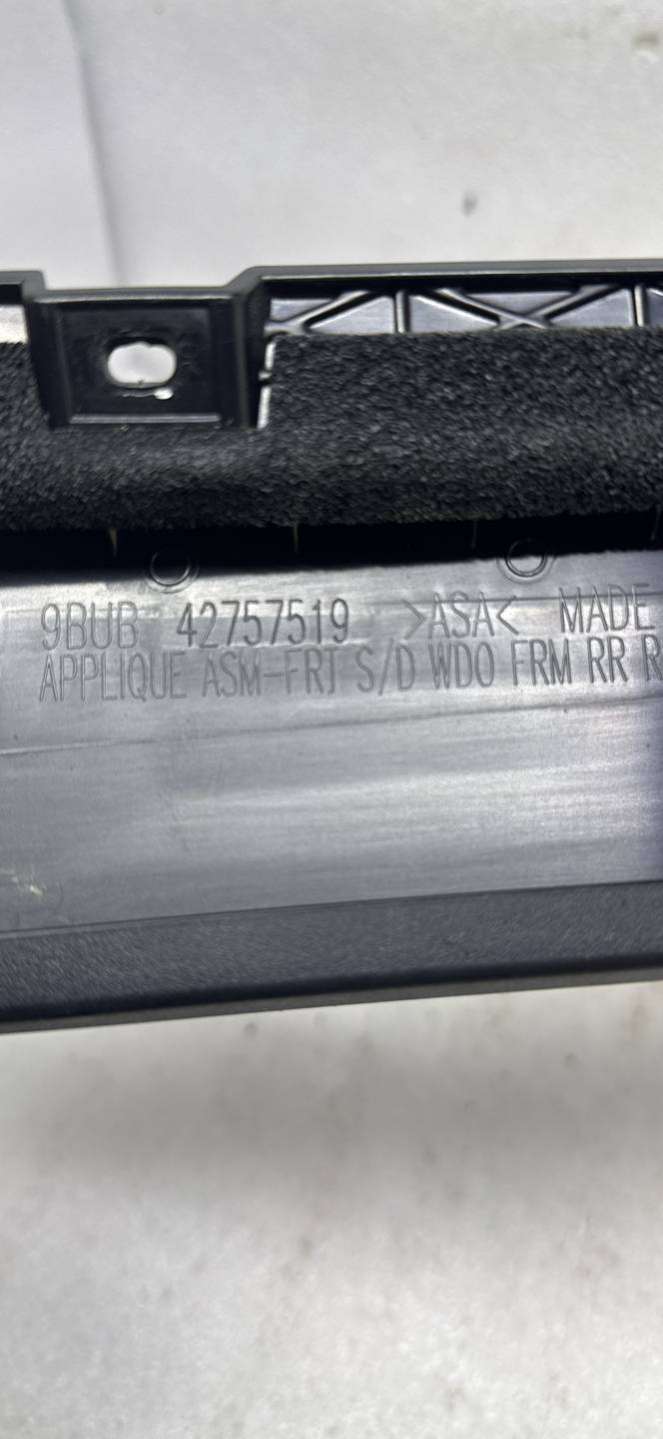 9BUB 42757519 >ASA< MADE
APPLIQUE ASM-FRT S/D WDO FRM RR R